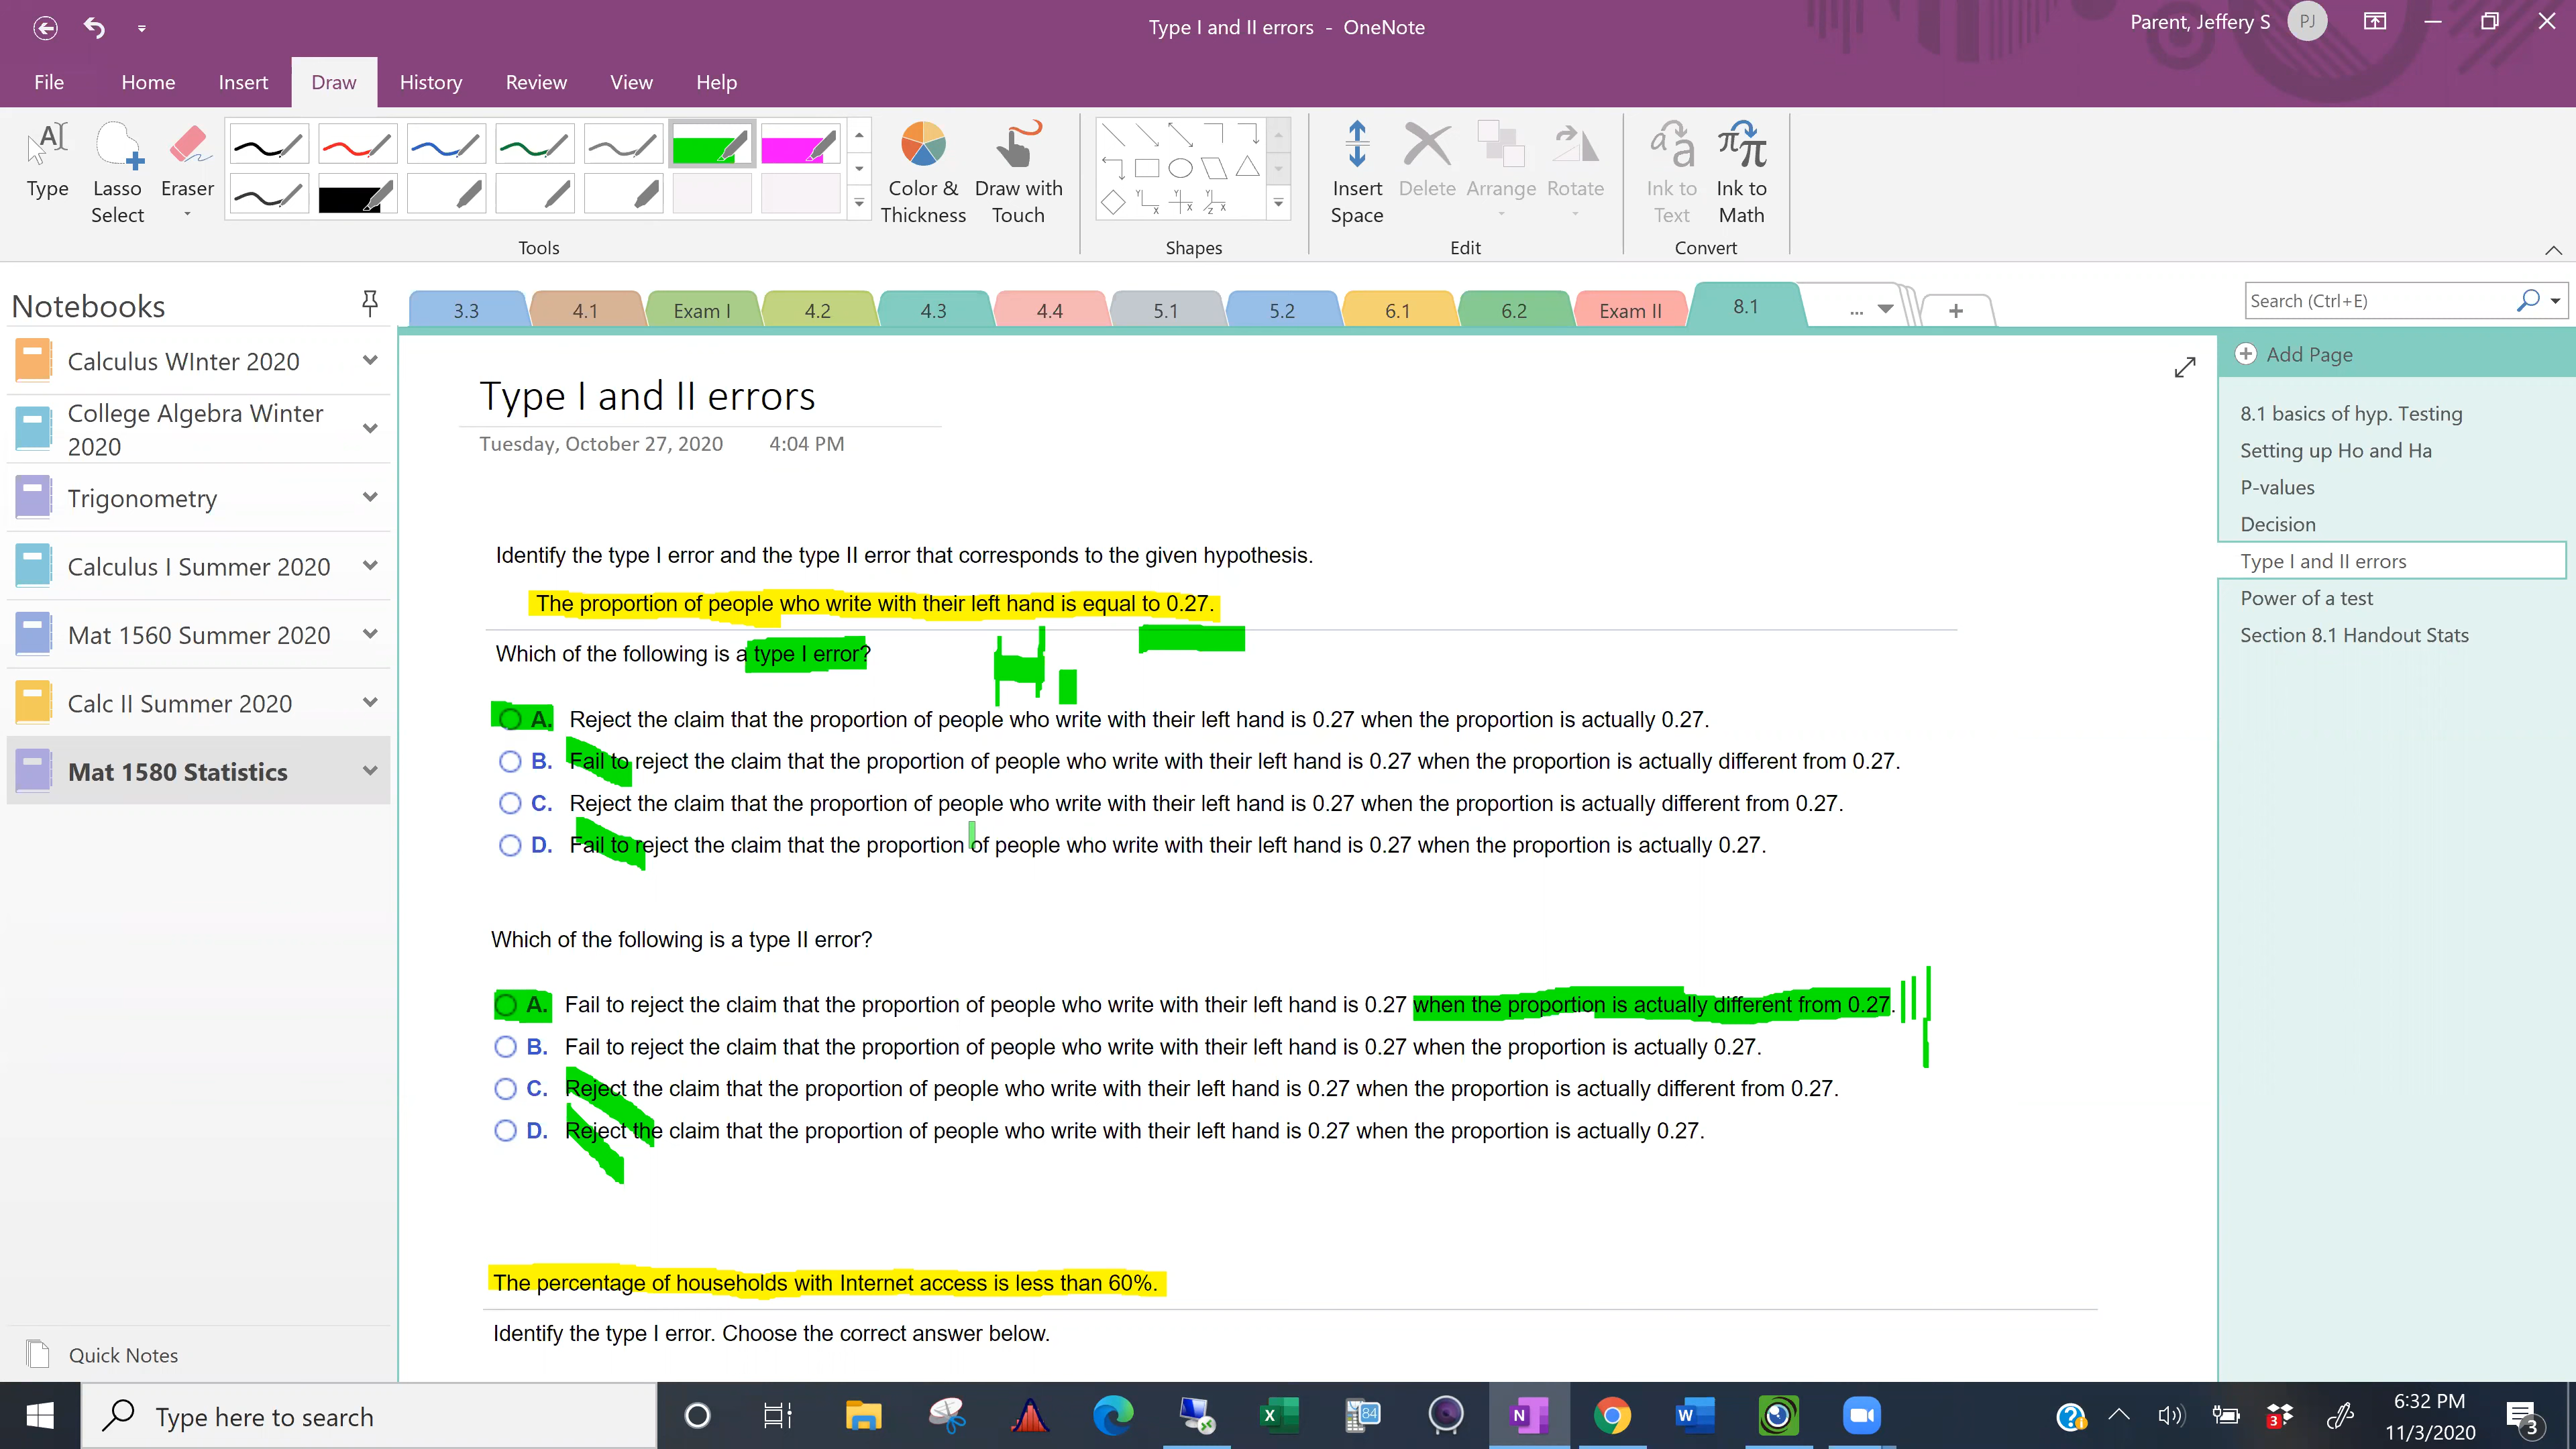 Type I and II errors - OneNote
Parent, Jeffery S PJ
File Home Insert Draw History Review View Help
Type
Lasso Select
Eraser
Color & Thickness
Draw with Touch
Insert Space
Delete
Arrange
Rotate
Ink to Text
Ink to Math
Tools Shapes Edit Convert
Notebooks
3.3 4.1 Exam I 4.2 4.3 4.4 5.1 5.2 6.1 6.2 Exam II 8.1 ... +
Search (Ctrl+E)
Calculus WInter 2020
College Algebra Winter
2020
Trigonometry
Calculus I Summer 2020
Mat 1560 Summer 2020
Calc II Summer 2020
Mat 1580 Statistics
Quick Notes
Type I and II errors
Tuesday, October 27, 2020 4:04 PM
Identify the type I error and the type II error that corresponds to the given hypothesis.
The proportion of people who write with their left hand is equal to 0.27.
Which of the following is a type I error?
H
A. Reject the claim that the proportion of people who write with their left hand is 0.27 when the proportion is actually 0.27.
B. Fail to reject the claim that the proportion of people who write with their left hand is 0.27 when the proportion is actually different from 0.27.
C. Reject the claim that the proportion of people who write with their left hand is 0.27 when the proportion is actually different from 0.27.
D. Fail to reject the claim that the proportion of people who write with their left hand is 0.27 when the proportion is actually 0.27.
Which of the following is a type II error?
A. Fail to reject the claim that the proportion of people who write with their left hand is 0.27 when the proportion is actually different from 0.27.
B. Fail to reject the claim that the proportion of people who write with their left hand is 0.27 when the proportion is actually 0.27.
C. Reject the claim that the proportion of people who write with their left hand is 0.27 when the proportion is actually different from 0.27.
D. Reject the claim that the proportion of people who write with their left hand is 0.27 when the proportion is actually 0.27.
The percentage of households with Internet access is less than 60%.
Identify the type I error. Choose the correct answer below.
Add Page
8.1 basics of hyp. Testing
Setting up Ho and Ha
P-values
Decision
Type I and II errors
Power of a test
Section 8.1 Handout Stats
Type here to search
84
3
6:32 PM
11/3/2020
3